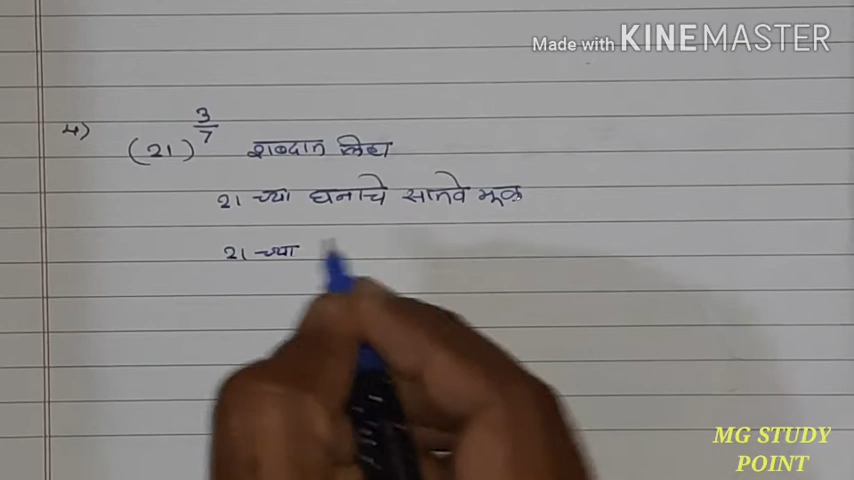 Made with KINEMASTER
4) (21)^3/7 शब्दात लिहा
21 च्या घनाचे सातवे मूळ
21 च्या
MG STUDY
POINT